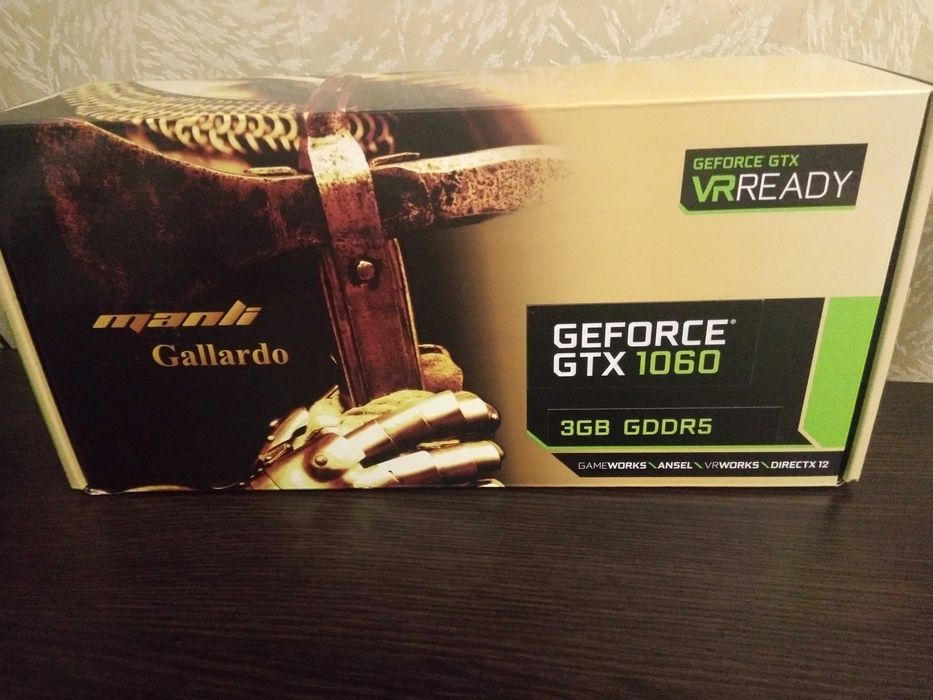 GEFORCE GTX
VRREADY
manli
Gallardo
GEFORCE®
GTX 1060
3GB GDDR5
GAMEWORKS \ ANSEL \ VRWORKS \ DIRECTX 12